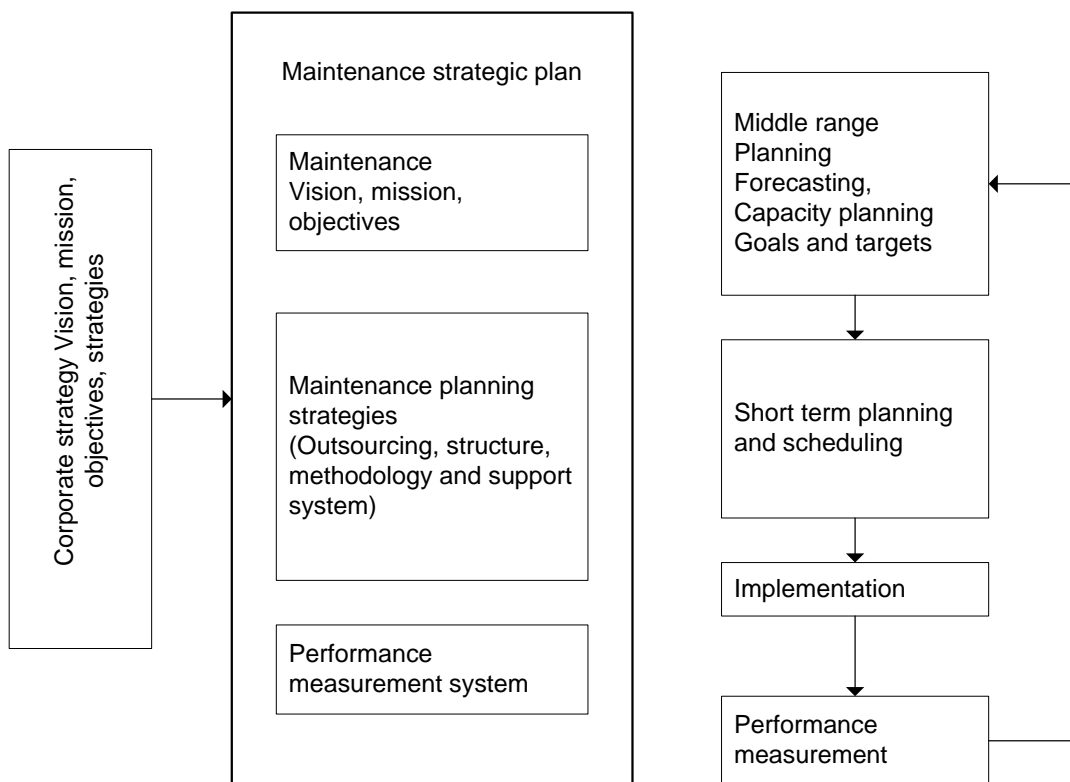 Corporate strategy Vision, mission,
objectives, strategies
Maintenance strategic plan
Maintenance
Vision, mission,
objectives
Maintenance planning
strategies
(Outsourcing, structure,
methodology and support
system)
Performance
measurement system
Middle range
Planning
Forecasting,
Capacity planning
Goals and targets
Short term planning
and scheduling
Implementation
Performance
measurement